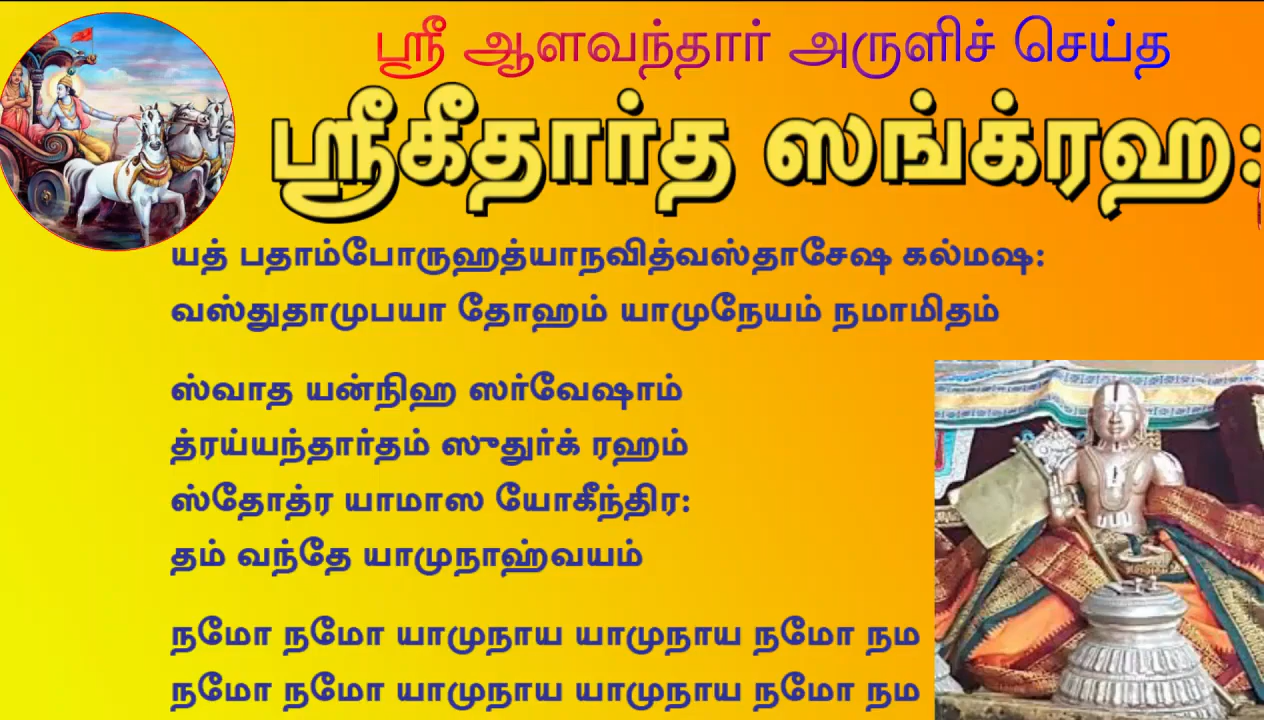 ஸ்ரீ ஆளவந்தார் அருளிச் செய்த
ஸ்ரீகீதார்த ஸங்க்ரஹ:
யத் பதாம்போருஹத்யாநவித்வஸ்தாசேஷ கல்மஷ:
வஸ்துதாமுபயா தோஹம் யாமுநேயம் நமாமிதம்
ஸ்வாத யன்நிஹ ஸர்வேஷாம்
த்ரய்யந்தார்தம் ஸுதுர்க் ரஹம்
ஸ்தோத்ர யாமாஸ யோகீந்திர:
தம் வந்தே யாமுநாஹ்வயம்
நமோ நமோ யாமுநாய யாமுநாய நமோ நம
நமோ நமோ யாமுநாய யாமுநாய நமோ நம